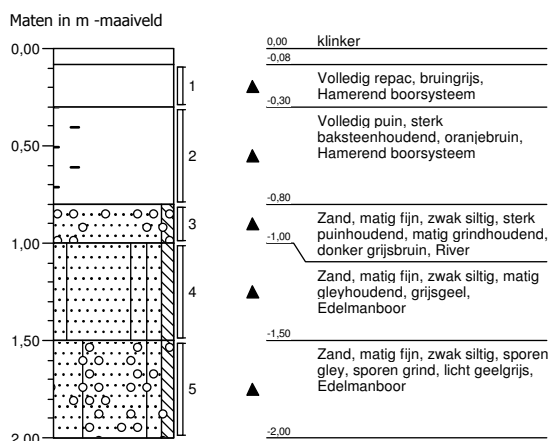 Maten in m -maaiveld
0,00
0,50
1,00
1,50
2,00
1
2
3
4
5
0,00 klinker
-0,08
Volledig repac, bruingrijs,
Hamerend boorsysteem
-0,30
Volledig puin, sterk
baksteenhoudend, oranjebruin,
Hamerend boorsysteem
-0,80
Zand, matig fijn, zwak siltig, sterk
puinhoudend, matig grindhoudend,
donker grijsbruin, River
-1,00
Zand, matig fijn, zwak siltig, matig
gleyhoudend, grijsgeel,
Edelmanboor
-1,50
Zand, matig fijn, zwak siltig, sporen
gley, sporen grind, licht geelgrijs,
Edelmanboor
-2,00